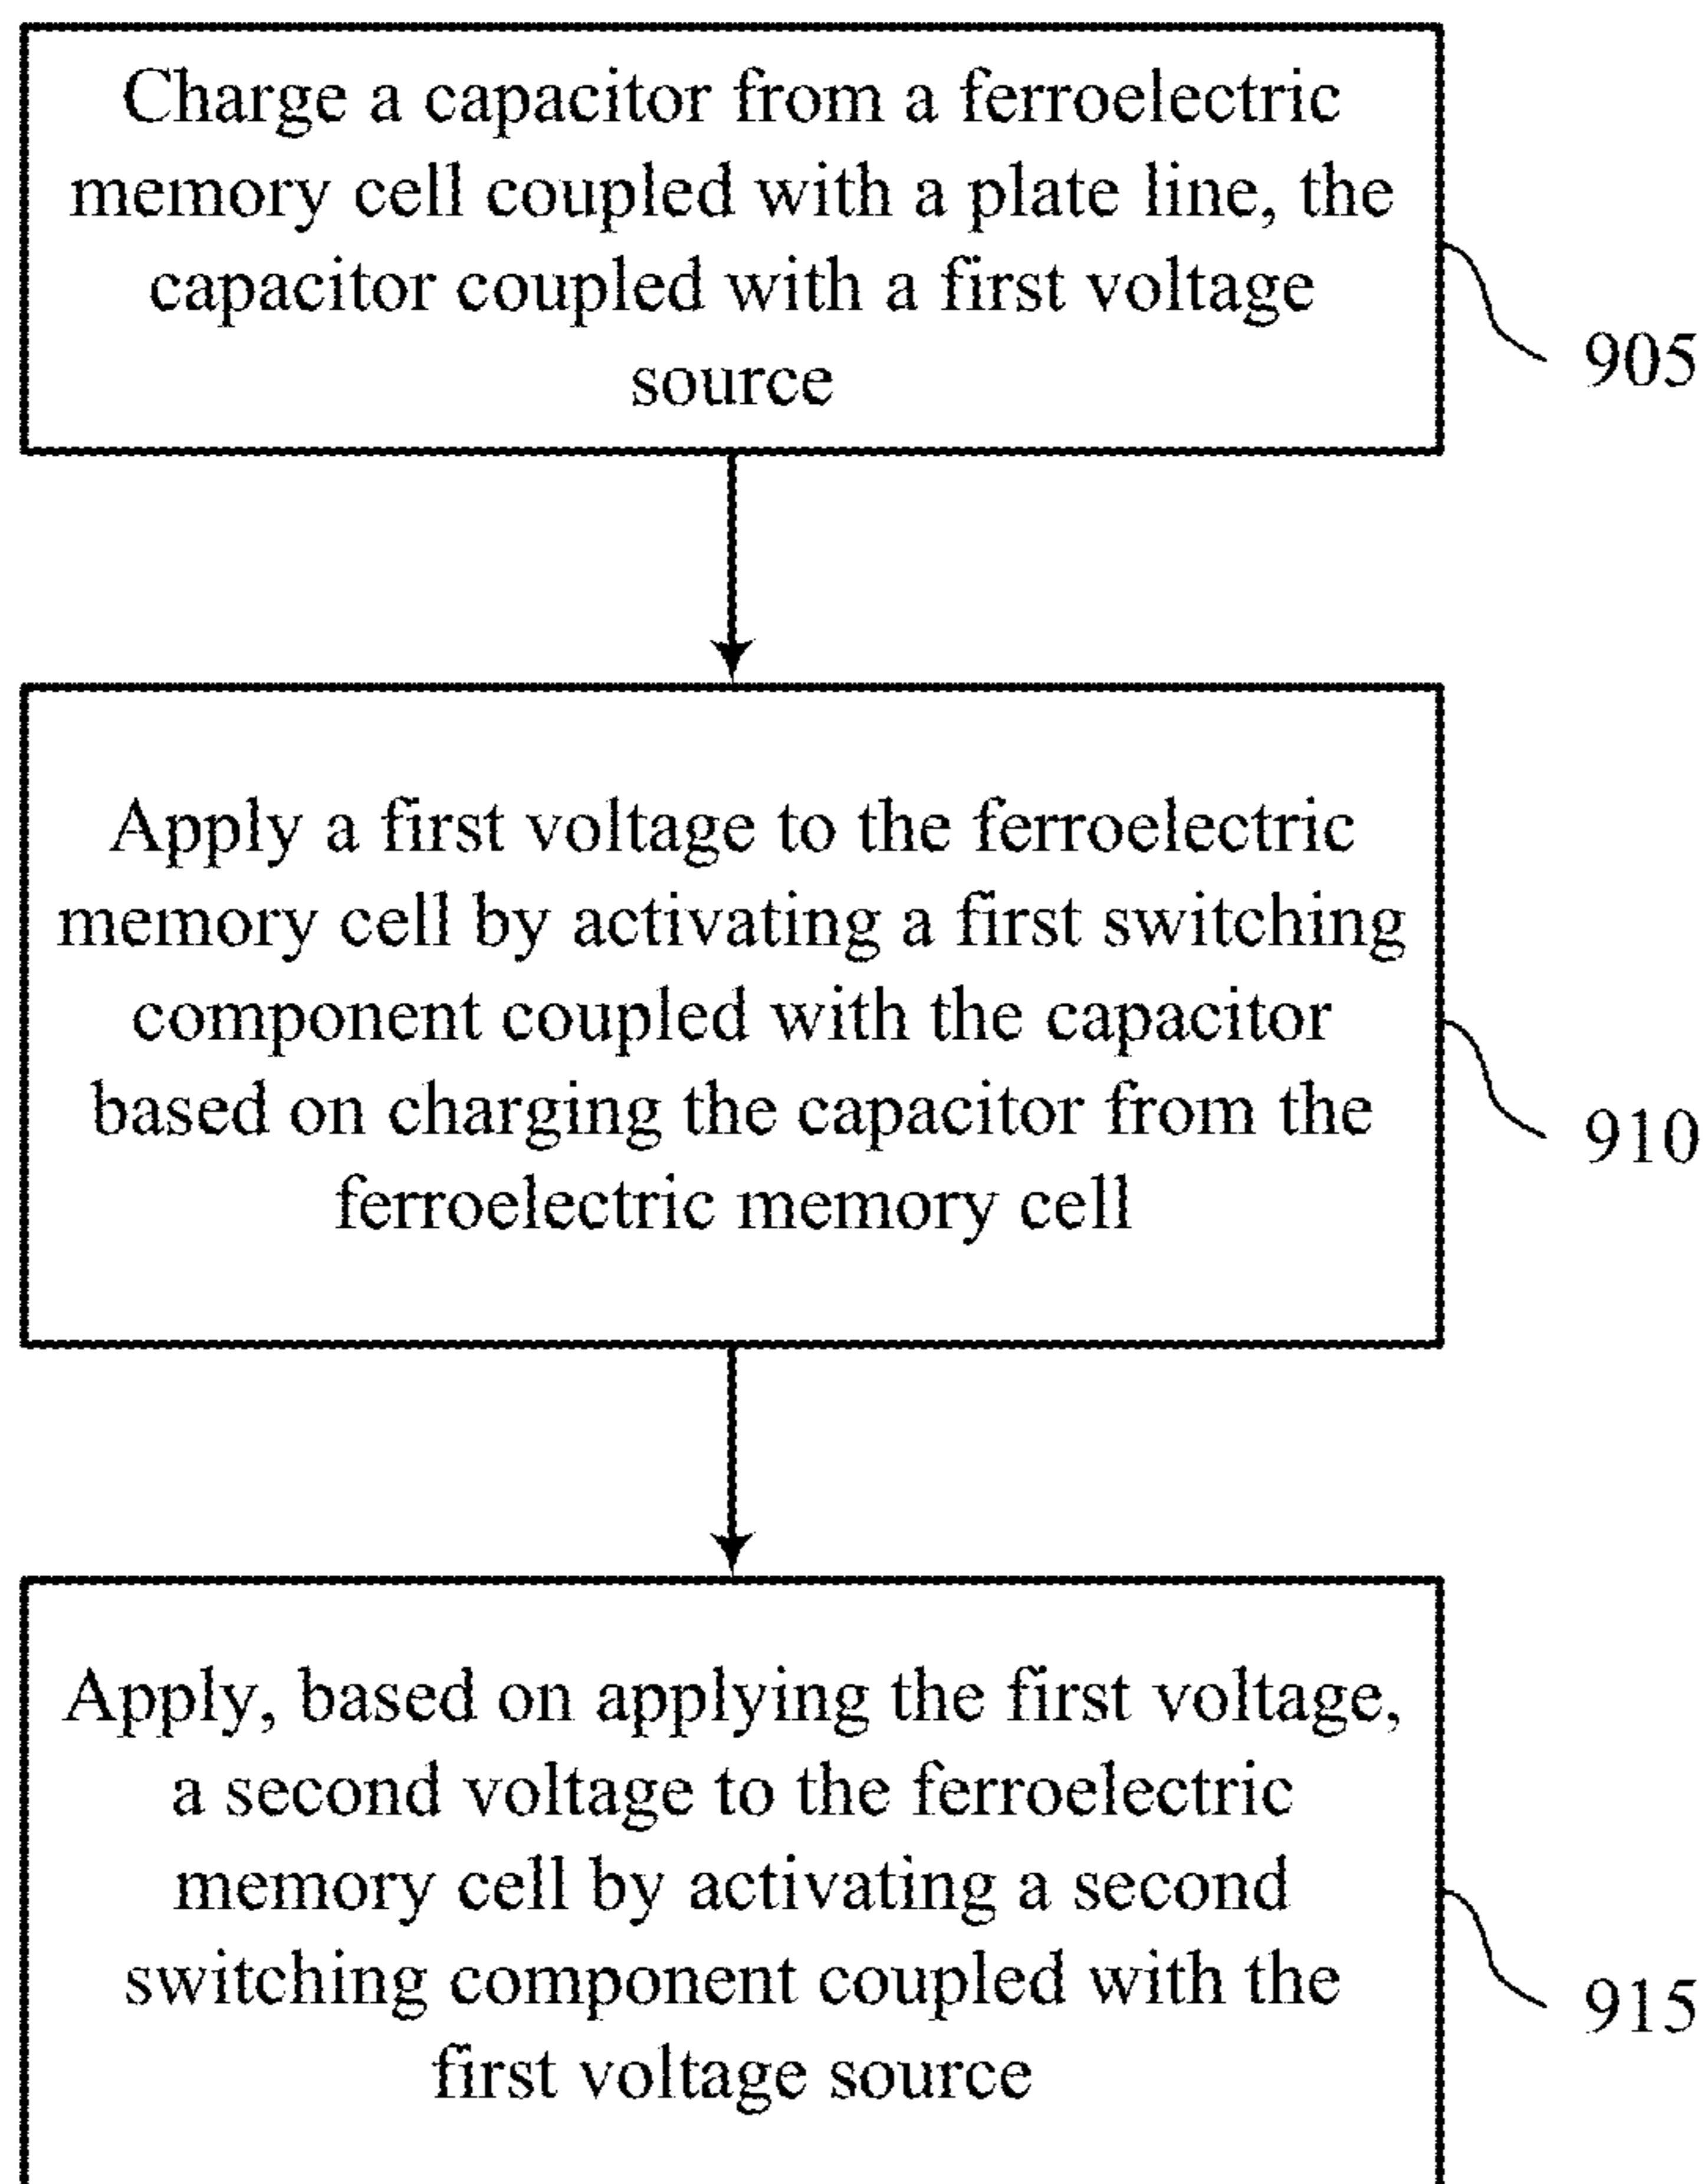 Charge a capacitor from a ferroelectric
memory cell coupled with a plate line, the
capacitor coupled with a first voltage
source
905
Apply a first voltage to the ferroelectric
memory cell by activating a first switching
component coupled with the capacitor
based on charging the capacitor from the
ferroelectric memory cell
910
Apply, based on applying the first voltage,
a second voltage to the ferroelectric
memory cell by activating a second
switching component coupled with the
first voltage source
915